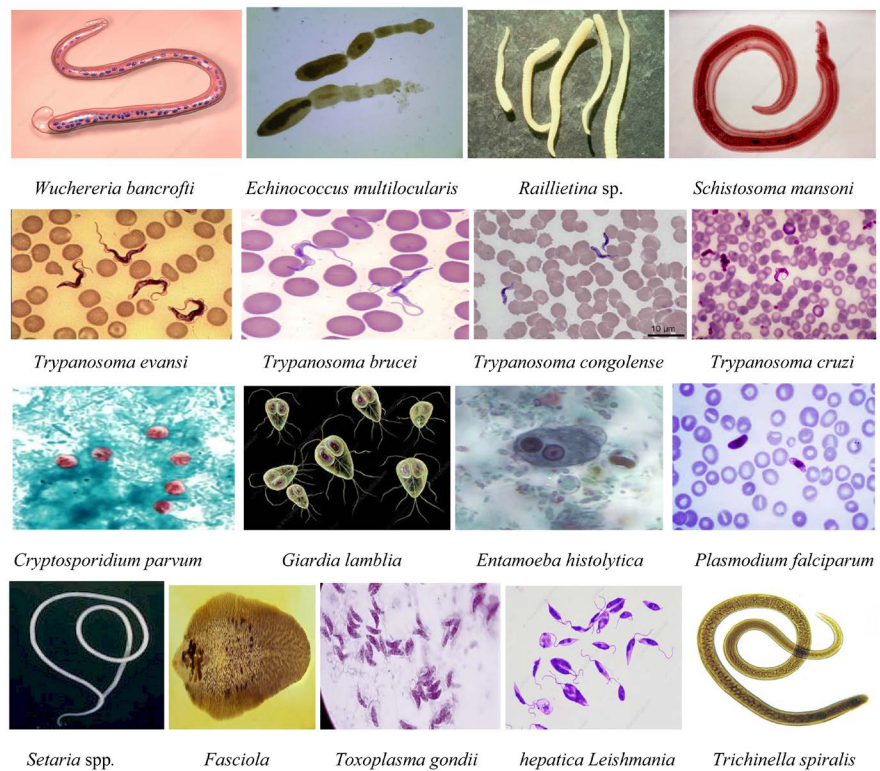 Wuchereria bancrofti Echinococcus multilocularis Raillietina sp. Schistosoma mansoni
10 µm
Trypanosoma evansi Trypanosoma brucei Trypanosoma congolense Trypanosoma cruzi
Cryptosporidium parvum Giardia lamblia Entamoeba histolytica Plasmodium falciparum
Setaria spp. Fasciola Toxoplasma gondii hepatica Leishmania Trichinella spiralis